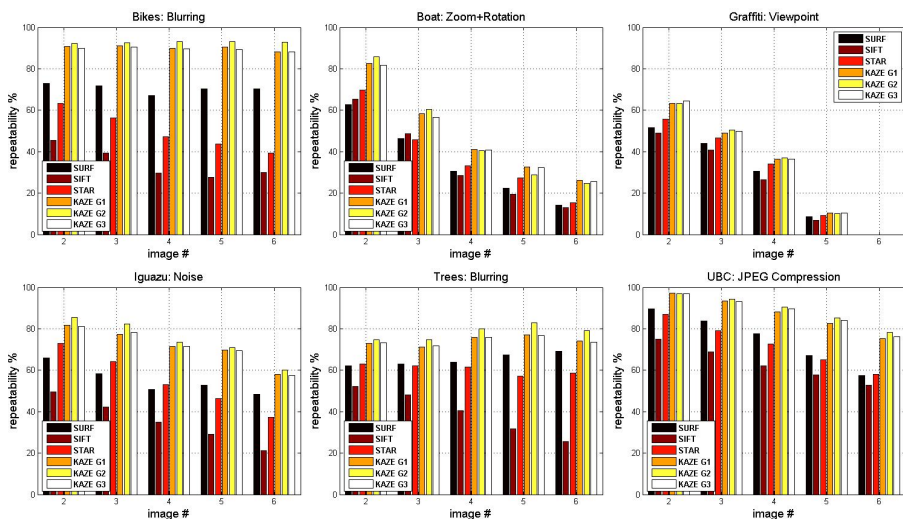 Bikes: Blurring
repeatability %
100
80
60
40
20
0
SURF
SIFT
STAR
KAZE G1
KAZE G2
KAZE G3
2 3 4 5 6
image #
Boat: Zoom+Rotation
repeatability %
100
80
60
40
20
0
SURF
SIFT
STAR
KAZE G1
KAZE G2
KAZE G3
2 3 4 5 6
image #
Graffiti: Viewpoint
repeatability %
100
80
60
40
20
0
SURF
SIFT
STAR
KAZE G1
KAZE G2
KAZE G3
2 3 4 5 6
image #
Iguazu: Noise
repeatability %
100
80
60
40
20
0
SURF
SIFT
STAR
KAZE G1
KAZE G2
KAZE G3
2 3 4 5 6
image #
Trees: Blurring
repeatability %
100
80
60
40
20
0
SURF
SIFT
STAR
KAZE G1
KAZE G2
KAZE G3
2 3 4 5 6
image #
UBC: JPEG Compression
repeatability %
100
80
60
40
20
0
SURF
SIFT
STAR
KAZE G1
KAZE G2
KAZE G3
2 3 4 5 6
image #